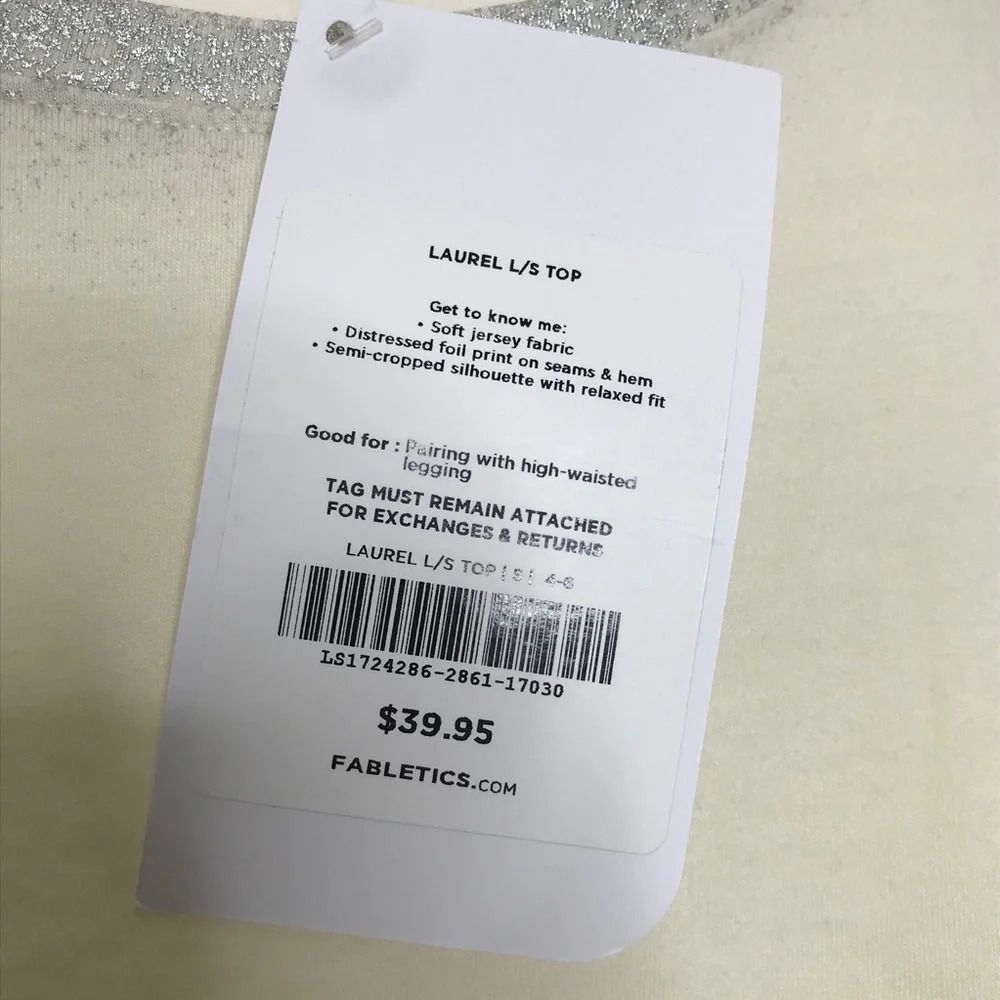 LAUREL L/S TOP
Get to know me:
• Soft jersey fabric
• Distressed foil print on seams & hem
• Semi-cropped silhouette with relaxed fit
Good for : Pairing with high-waisted
legging
TAG MUST REMAIN ATTACHED
FOR EXCHANGES & RETURNS
LAUREL L/S TOP | S | 4-6
LS1724286-2861-17030
$39.95
FABLETICS.COM